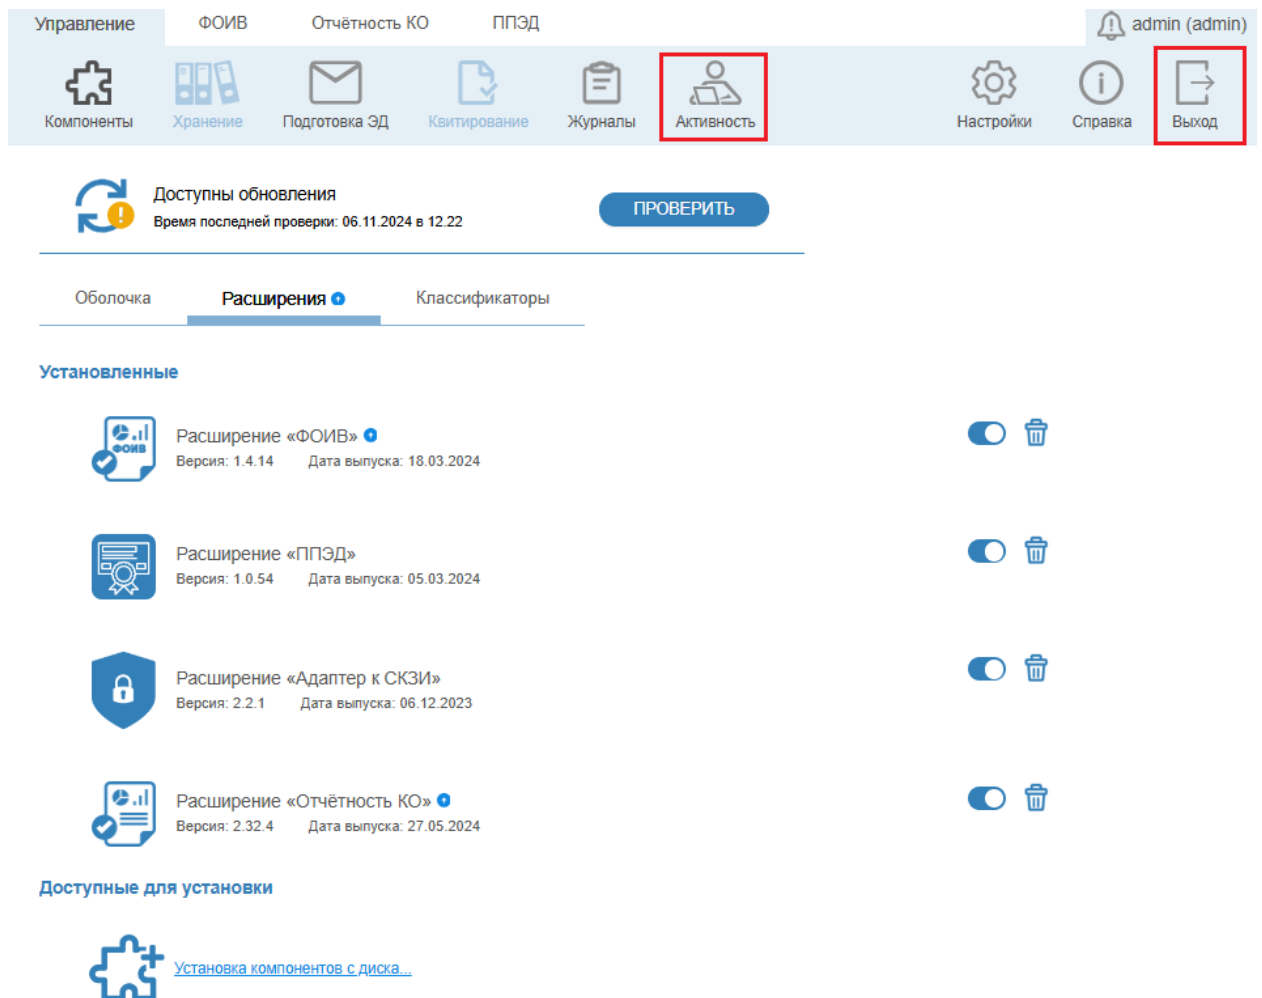 Управление ФОИВ Отчётность КО ППЭД admin (admin)
Компоненты Хранение Подготовка ЭД Квитирование Журналы Активность Настройки Справка Выход
Доступны обновления
Время последней проверки: 06.11.2024 в 12.22
ПРОВЕРИТЬ
Оболочка Расширения Классификаторы
Установленные
ФОИВ
Расширение «ФОИВ»
Версия: 1.4.14 Дата выпуска: 18.03.2024
Расширение «ППЭД»
Версия: 1.0.54 Дата выпуска: 05.03.2024
Расширение «Адаптер к СКЗИ»
Версия: 2.2.1 Дата выпуска: 06.12.2023
Расширение «Отчётность КО»
Версия: 2.32.4 Дата выпуска: 27.05.2024
Доступные для установки
Установка компонентов с диска...